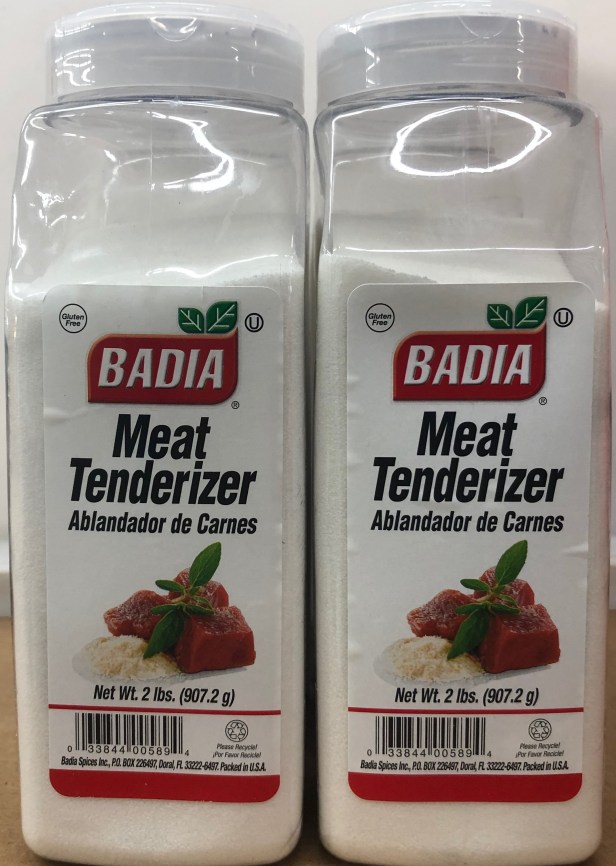 Gluten
Free
U
BADIA
®
Meat
Tenderizer
Ablandador de Carnes
Net Wt. 2 lbs. (907.2 g)
0 33844 00589 4
Please Recycle!
¡Por Favor Recicle!
Badia Spices Inc., P.O. BOX 226497, Doral, FL 33222-6497. Packed in U.S.A.
Gluten
Free
U
BADIA
®
Meat
Tenderizer
Ablandador de Carnes
Net Wt. 2 lbs. (907.2 g)
0 33844 00589 4
Please Recycle!
¡Por Favor Recicle!
Badia Spices Inc., P.O. BOX 226497, Doral, FL 33222-6497. Packed in U.S.A.